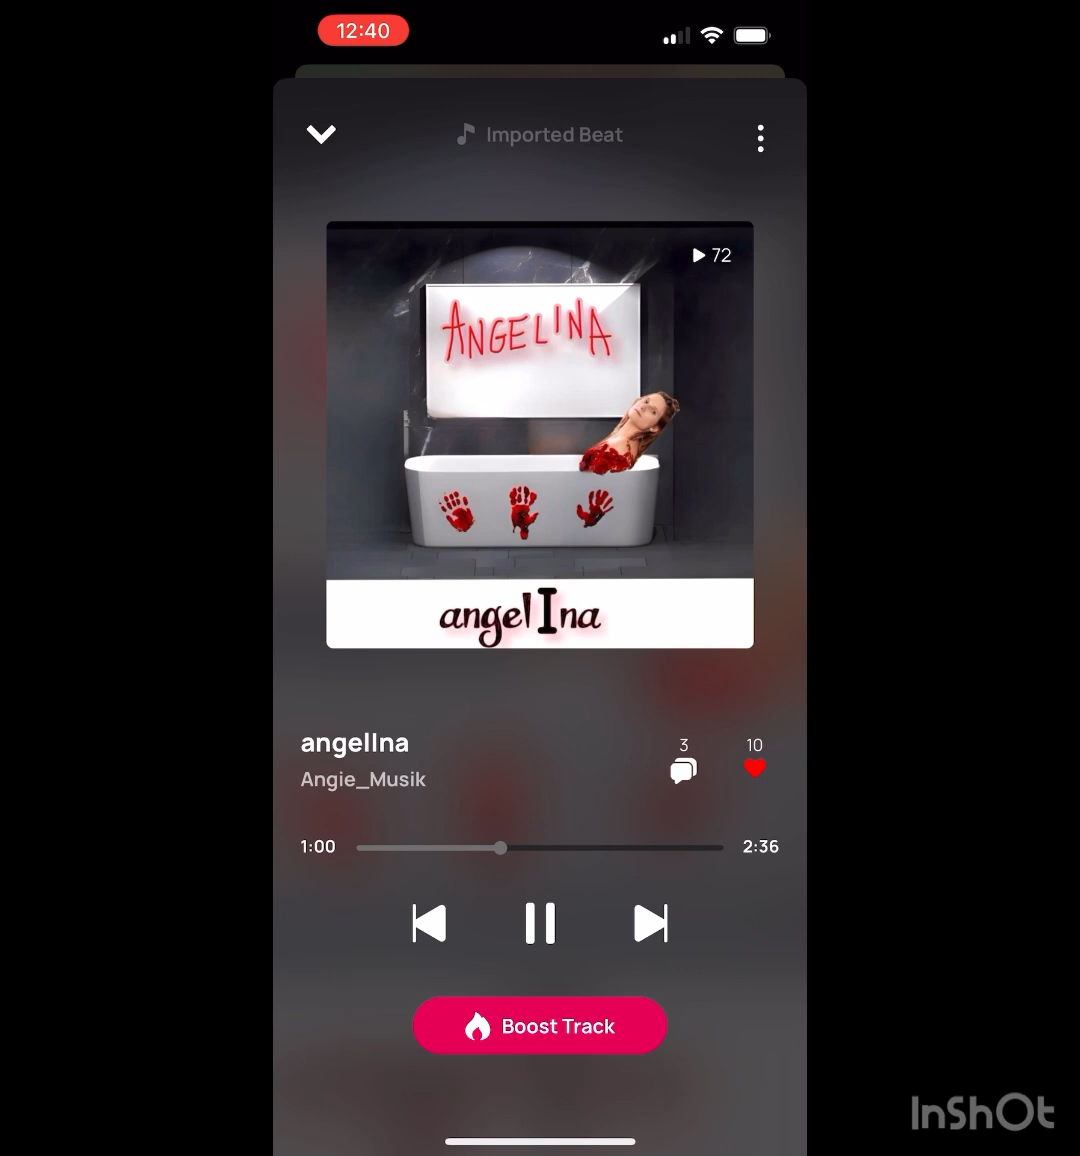 12:40
Imported Beat
72
ANGELINA
angelIna
angelIna
3
10
Angie_Musik
1:00
2:36
Boost Track
InShOt